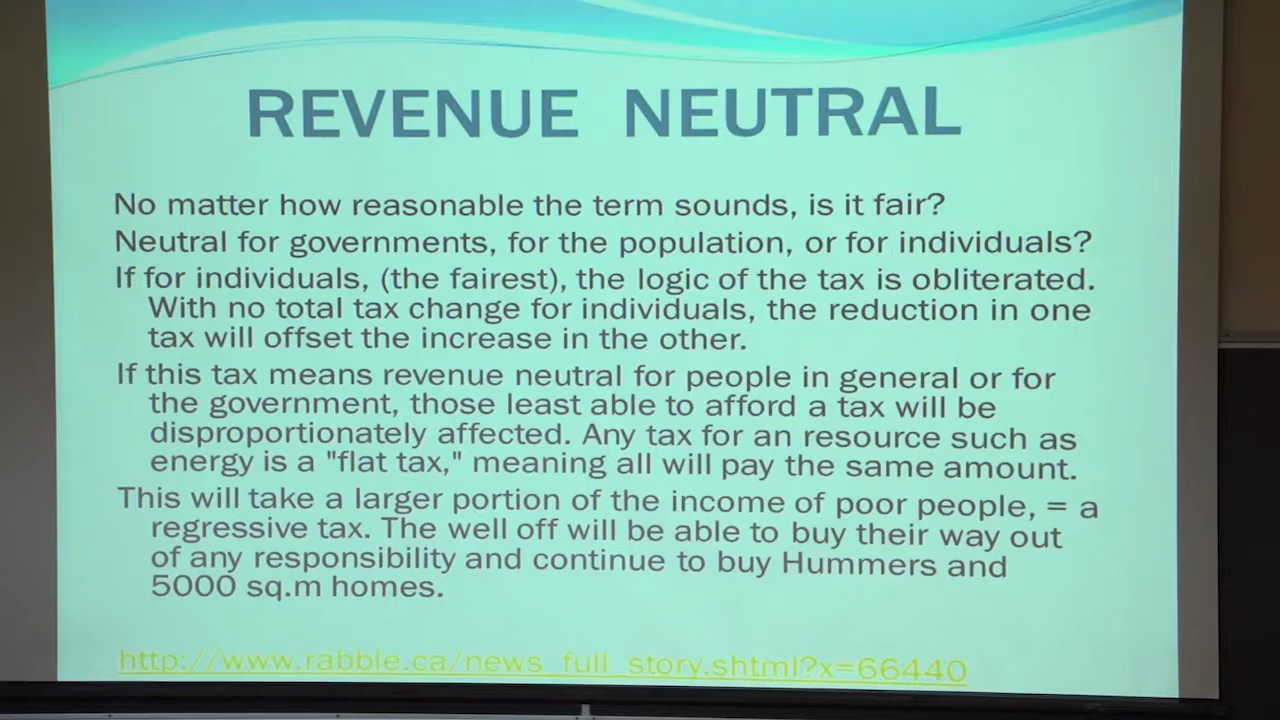 REVENUE NEUTRAL
No matter how reasonable the term sounds, is it fair?
Neutral for governments, for the population, or for individuals?
If for individuals, (the fairest), the logic of the tax is obliterated.
With no total tax change for individuals, the reduction in one
tax will offset the increase in the other.
If this tax means revenue neutral for people in general or for
the government, those least able to afford a tax will be
disproportionately affected. Any tax for an resource such as
energy is a "flat tax," meaning all will pay the same amount.
This will take a larger portion of the income of poor people, = a
regressive tax. The well off will be able to buy their way out
of any responsibility and continue to buy Hummers and
5000 sq.m homes.
http://www.rabble.ca/news_full_story.shtml?x=66440